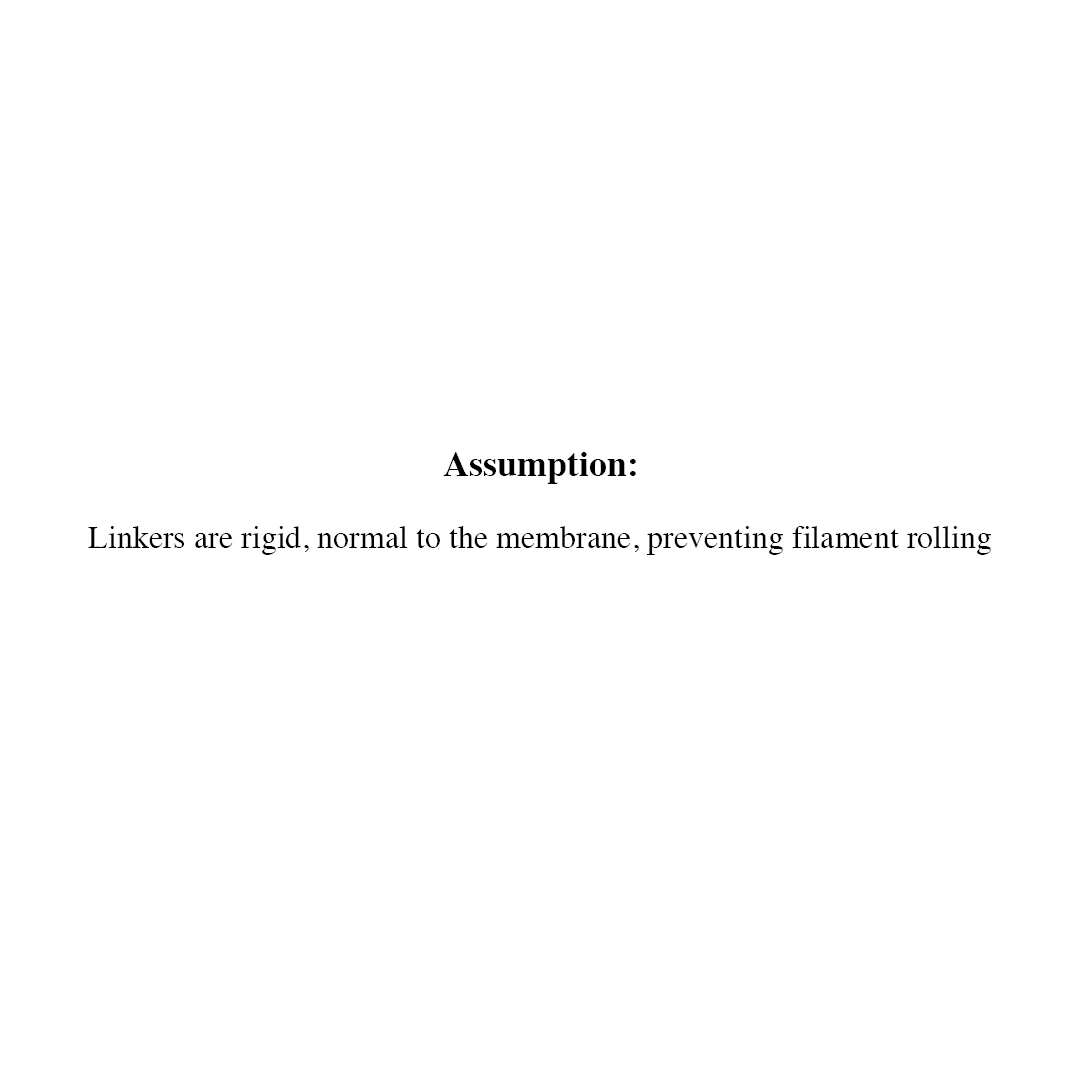 Assumption:
Linkers are rigid, normal to the membrane, preventing filament rolling